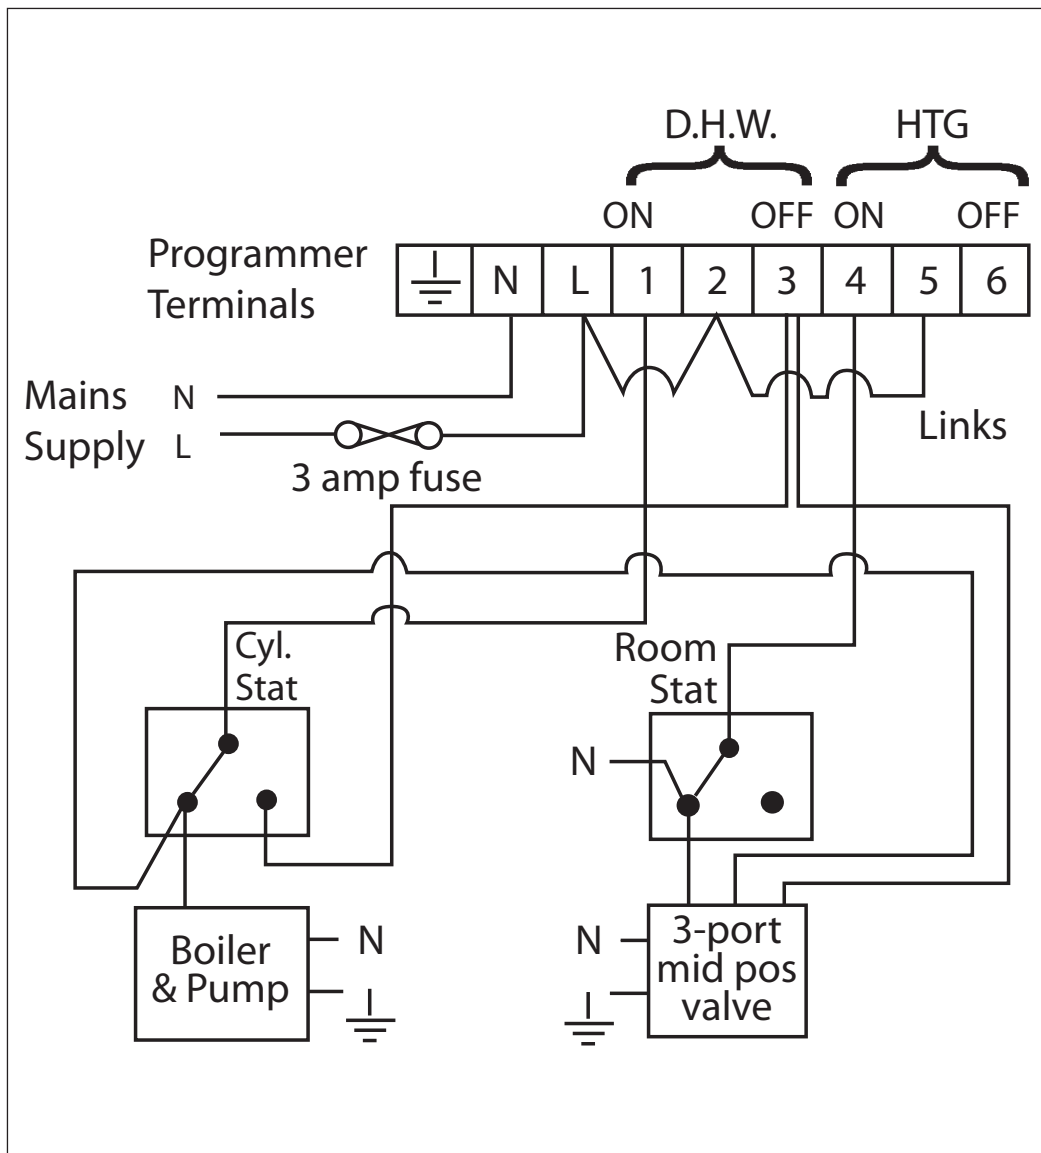 D.H.W. HTG
ON OFF ON OFF
Programmer
Terminals
N L 1 2 3 4 5 6
Mains
Supply
N
L
Links
3 amp fuse
Cyl.
Stat
Room
Stat
N
Boiler
& Pump
N
N
3-port
mid pos
valve